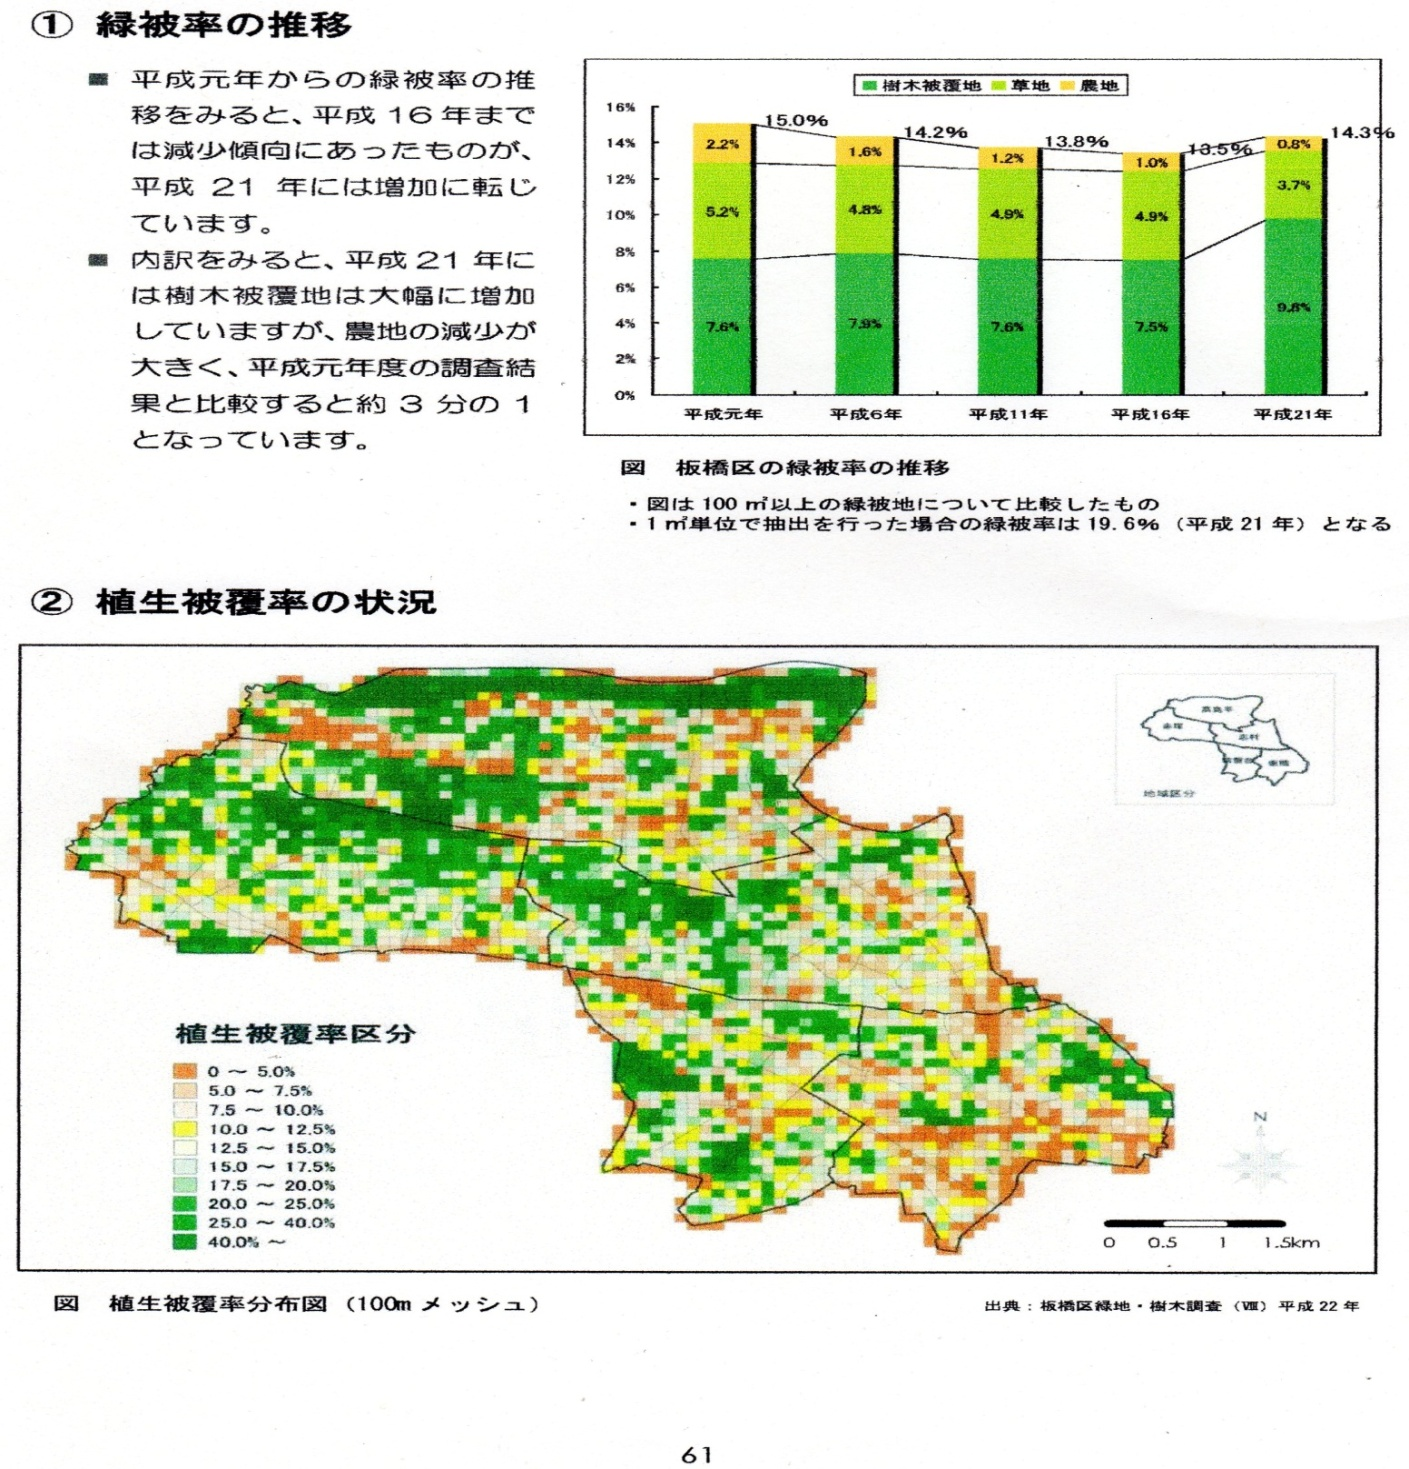 ① 緑被率の推移
■ 平成元年からの緑被率の推
移をみると、平成 16 年まで
は減少傾向にあったものが、
平成 21 年には増加に転じ
ています。
■ 内訳をみると、平成 21 年に
は樹木被覆地は大幅に増加
していますが、農地の減少が
大きく、平成元年度の調査結
果と比較すると約 3 分の 1
となっています。
樹木被覆地 草地 農地
16%
14%
12%
10%
8%
6%
4%
2%
0%
15.0% 14.2% 13.8% 13.5% 14.3%
2.2% 1.6% 1.2% 1.0% 0.8%
5.2% 4.8% 4.9% 4.9% 3.7%
7.6% 7.9% 7.6% 7.5% 9.8%
平成元年 平成6年 平成11年 平成16年 平成21年
図 板橋区の緑被率の推移
・図は 100 ㎡以上の緑被地について比較したもの
・1 ㎡単位で抽出を行った場合の緑被率は 19.6% （平成 21 年）となる
② 植生被覆率の状況
高島平
赤塚
志村
常盤台 板橋
地域区分
植生被覆率区分
0 ～ 5.0%
5.0 ～ 7.5%
7.5 ～ 10.0%
10.0 ～ 12.5%
12.5 ～ 15.0%
15.0 ～ 17.5%
17.5 ～ 20.0%
20.0 ～ 25.0%
25.0 ～ 40.0%
40.0% ～
N
0 0.5 1 1.5km
図 植生被覆率分布図（100m メッシュ）
出典：板橋区緑地・樹木調査（Ⅷ）平成 22 年
61